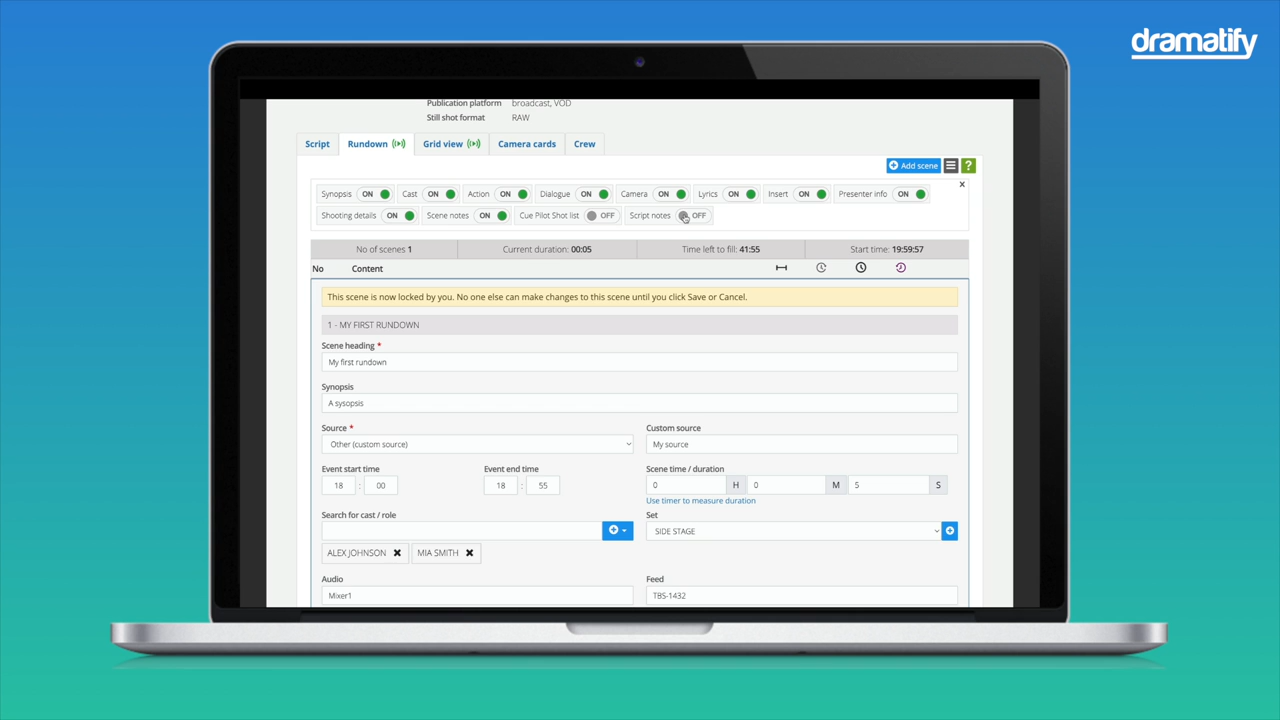 dramatify
Publication platform broadcast, VOD
Still shot format RAW
Script Rundown Grid view Camera cards Crew
Add scene ?
Synopsis ON Cast ON Action ON Dialogue ON Camera ON Lyrics ON Insert ON Presenter info ON x
Shooting details ON Scene notes ON Cue Pilot Shot list OFF Script notes OFF
No of scenes 1 Current duration: 00:05 Time left to fill: 41:55 Start time: 19:59:57
No Content
This scene is now locked by you. No one else can make changes to this scene until you click Save or Cancel.
1 - MY FIRST RUNDOWN
Scene heading *
My first rundown
Synopsis
A sysopsis
Source * Custom source
Other (custom source) My source
Event start time Event end time Scene time / duration
18 : 00 18 : 55 0 H 0 M 5 S
Use timer to measure duration
Search for cast / role Set
SIDE STAGE
ALEX JOHNSON MIA SMITH
Audio Feed
Mixer1 TBS-1432